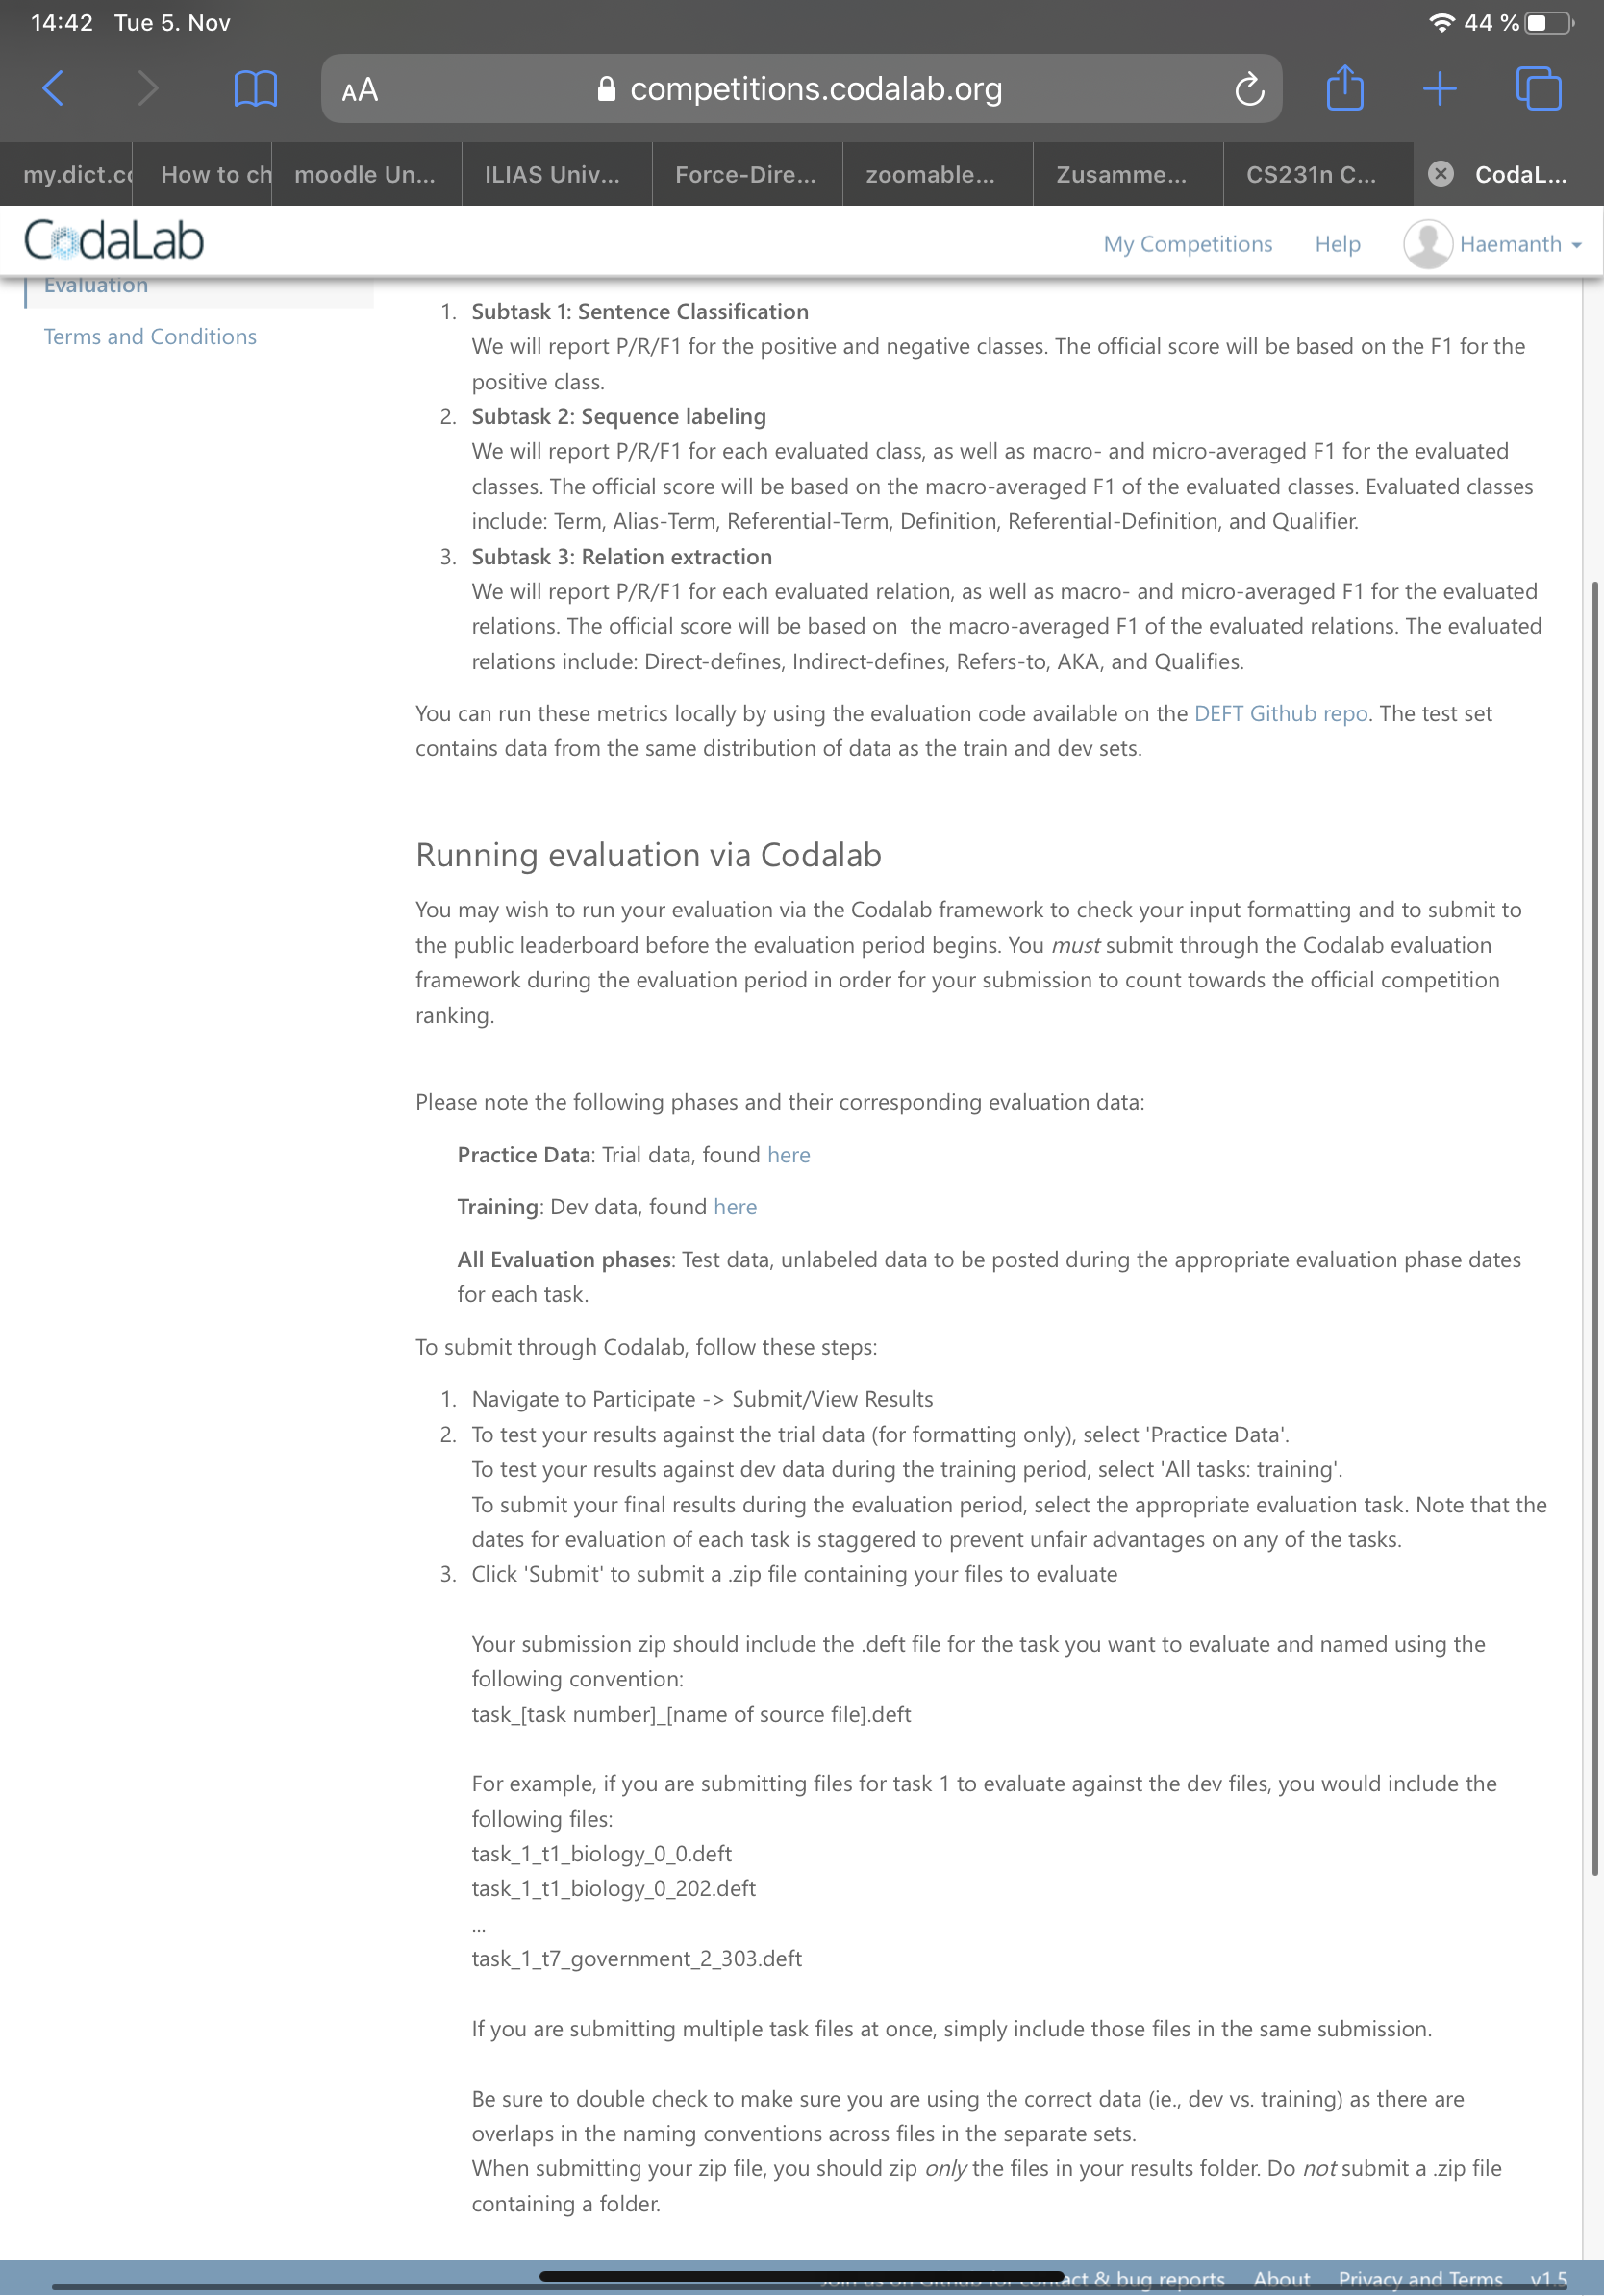 14:42 Tue 5. Nov 44 %
AA competitions.codalab.org
my.dict.cc How to ch moodle Un... ILIAS Univ... Force-Dire... zoomable... Zusamme... CS231n C... CodaL...
CodaLab My Competitions Help Haemanth
Evaluation
Terms and Conditions
1. Subtask 1: Sentence Classification
We will report P/R/F1 for the positive and negative classes. The official score will be based on the F1 for the
positive class.
2. Subtask 2: Sequence labeling
We will report P/R/F1 for each evaluated class, as well as macro- and micro-averaged F1 for the evaluated
classes. The official score will be based on the macro-averaged F1 of the evaluated classes. Evaluated classes
include: Term, Alias-Term, Referential-Term, Definition, Referential-Definition, and Qualifier.
3. Subtask 3: Relation extraction
We will report P/R/F1 for each evaluated relation, as well as macro- and micro-averaged F1 for the evaluated
relations. The official score will be based on  the macro-averaged F1 of the evaluated relations. The evaluated
relations include: Direct-defines, Indirect-defines, Refers-to, AKA, and Qualifies.
You can run these metrics locally by using the evaluation code available on the DEFT Github repo. The test set
contains data from the same distribution of data as the train and dev sets.
Running evaluation via Codalab
You may wish to run your evaluation via the Codalab framework to check your input formatting and to submit to
the public leaderboard before the evaluation period begins. You must submit through the Codalab evaluation
framework during the evaluation period in order for your submission to count towards the official competition
ranking.
Please note the following phases and their corresponding evaluation data:
Practice Data: Trial data, found here
Training: Dev data, found here
All Evaluation phases: Test data, unlabeled data to be posted during the appropriate evaluation phase dates
for each task.
To submit through Codalab, follow these steps:
1. Navigate to Participate -> Submit/View Results
2. To test your results against the trial data (for formatting only), select 'Practice Data'.
To test your results against dev data during the training period, select 'All tasks: training'.
To submit your final results during the evaluation period, select the appropriate evaluation task. Note that the
dates for evaluation of each task is staggered to prevent unfair advantages on any of the tasks.
3. Click 'Submit' to submit a .zip file containing your files to evaluate
Your submission zip should include the .deft file for the task you want to evaluate and named using the
following convention:
task_[task number]_[name of source file].deft
For example, if you are submitting files for task 1 to evaluate against the dev files, you would include the
following files:
task_1_t1_biology_0_0.deft
task_1_t1_biology_0_202.deft
...
task_1_t7_government_2_303.deft
If you are submitting multiple task files at once, simply include those files in the same submission.
Be sure to double check to make sure you are using the correct data (ie., dev vs. training) as there are
overlaps in the naming conventions across files in the separate sets.
When submitting your zip file, you should zip only the files in your results folder. Do not submit a .zip file
containing a folder.
& bug reports About Privacy and Terms v1.5